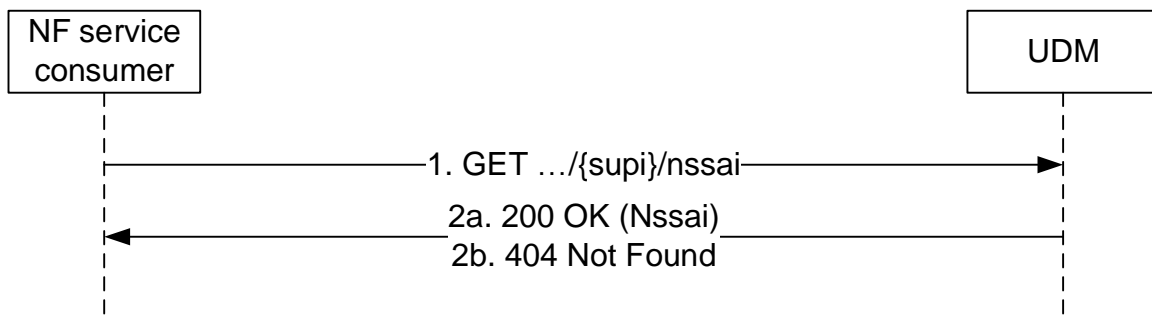 NF service
consumer
UDM
1. GET …/{supi}/nssai
2a. 200 OK (Nssai)
2b. 404 Not Found